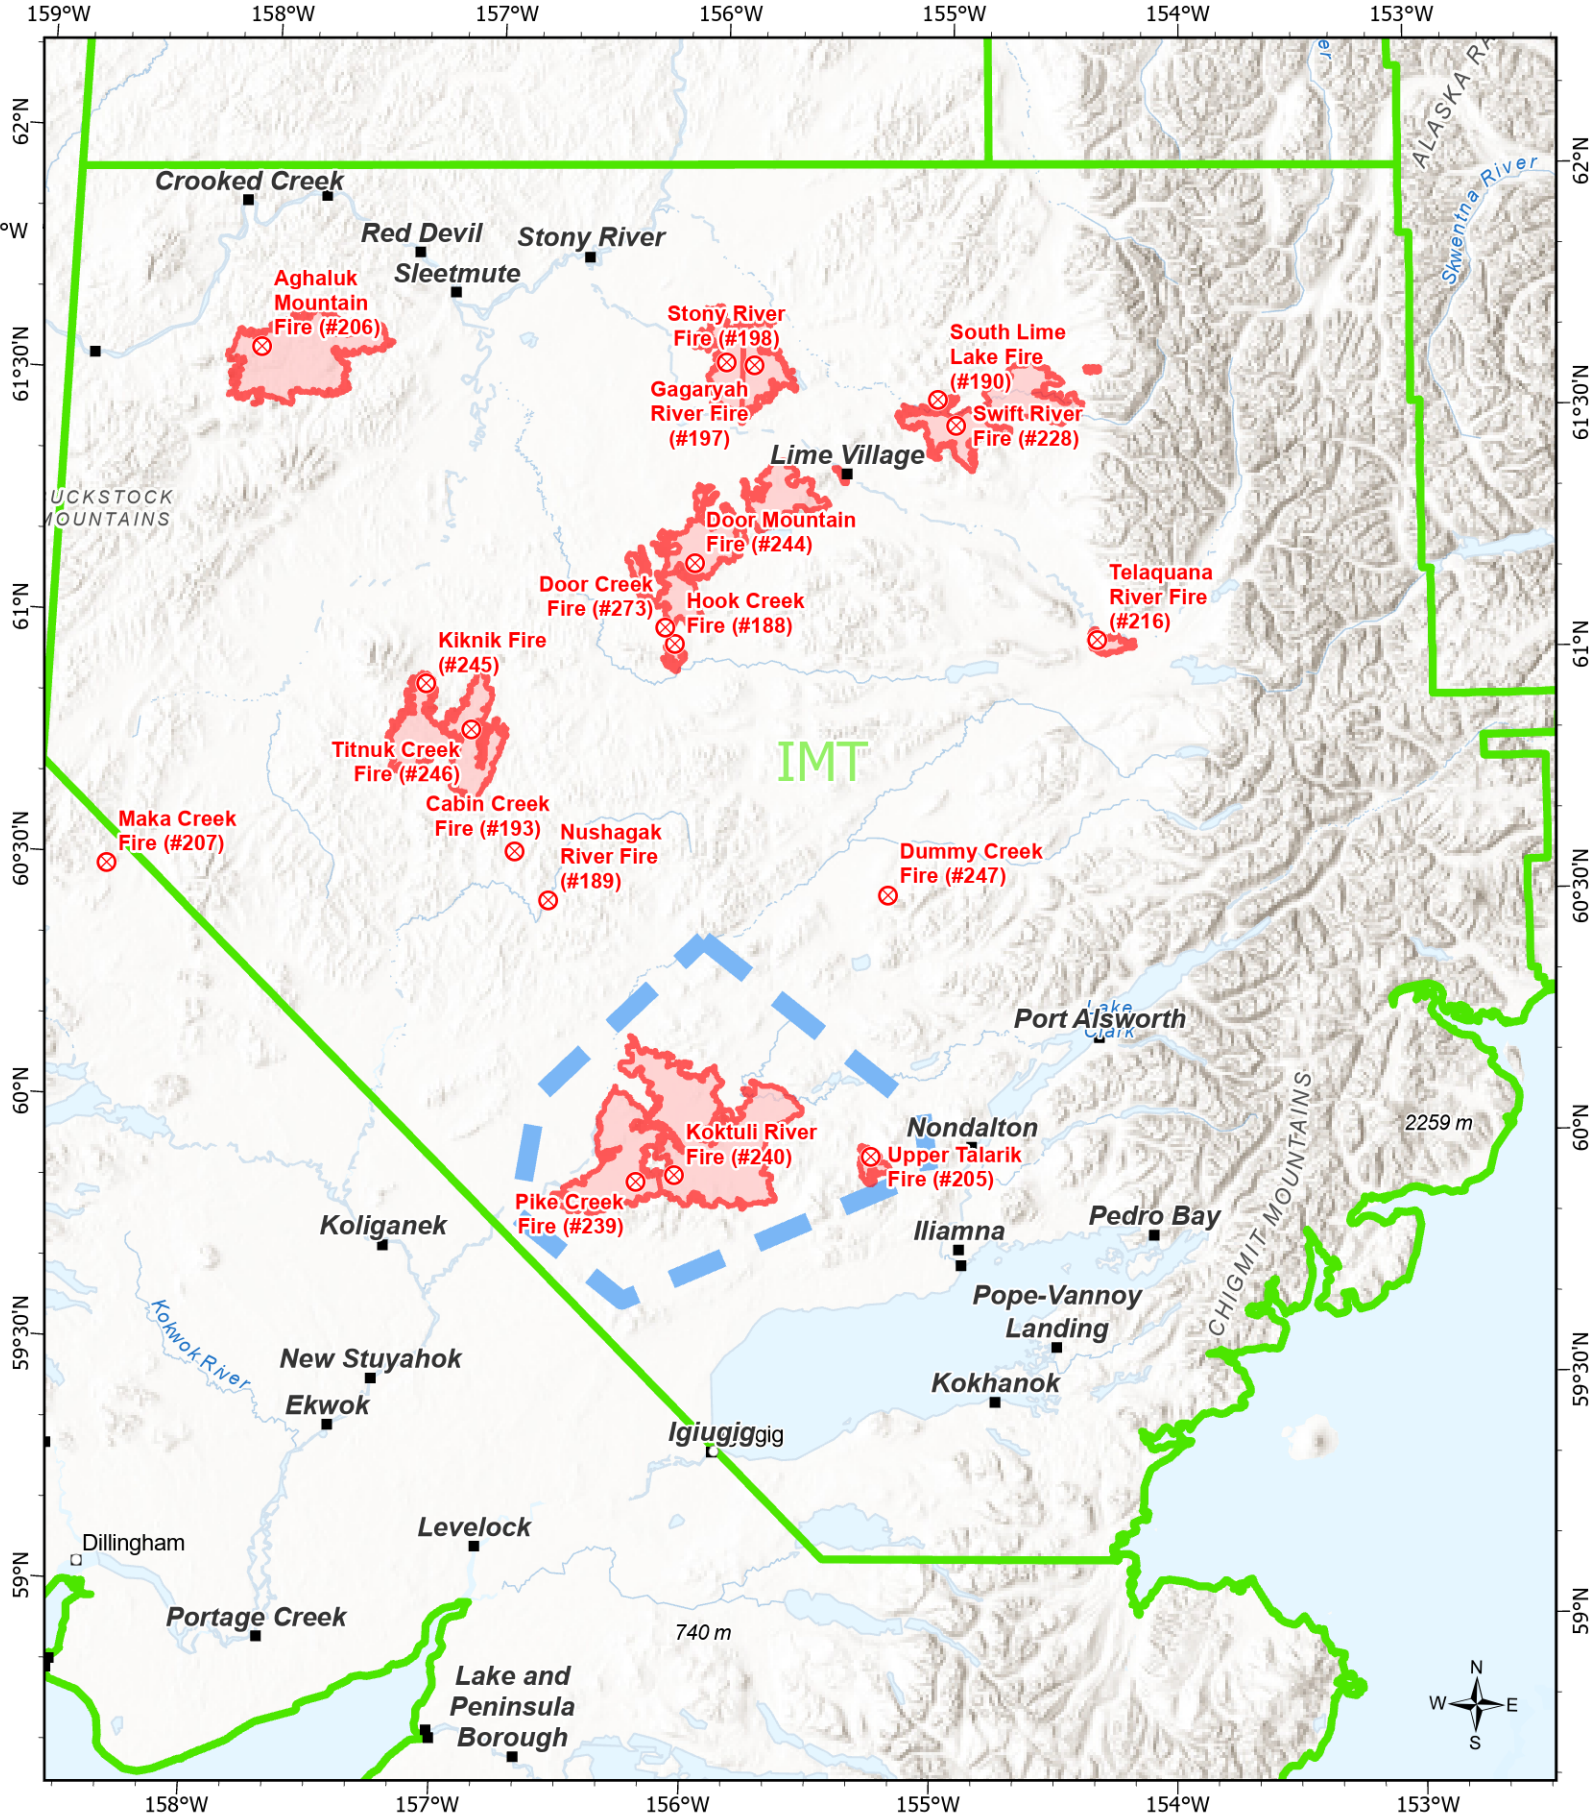 159°W 158°W 157°W 156°W 155°W 154°W 153°W
62°N
62°N
ALASKA RA
er
Skwentna River
Crooked Creek
°W
Red Devil
Stony River
Sleetmute
Aghaluk
Mountain
Fire (#206)
Stony River
Fire (#198)
South Lime
Lake Fire
(#190)
61°30'N
61°30'N
Gagaryah
River Fire
(#197)
Swift River
Fire (#228)
Lime Village
UCKSTOCK
MOUNTAINS
Door Mountain
Fire (#244)
Door Creek
Fire (#273)
Hook Creek
Fire (#188)
Telaquana
River Fire
(#216)
61°N
61°N
Kiknik Fire
(#245)
Titnuk Creek
Fire (#246)
IMT
Cabin Creek
Fire (#193)
Maka Creek
Fire (#207)
Nushagak
River Fire
(#189)
Dummy Creek
Fire (#247)
60°30'N
60°30'N
Lake
Clark
Port Alsworth
60°N
60°N
CHIGMIT MOUNTAINS
2259 m
Nondalton
Koktuli River
Fire (#240)
Upper Talarik
Fire (#205)
Pike Creek
Fire (#239)
Koliganek
Iliamna
Pedro Bay
Pope-Vannoy
Landing
Kokwok River
59°30'N
59°30'N
New Stuyahok
Ekwok
Kokhanok
Igiugig
gig
Levelock
Dillingham
59°N
59°N
Portage Creek
740 m
Lake and
Peninsula
Borough
N
W E
S
158°W 157°W 156°W 155°W 154°W 153°W